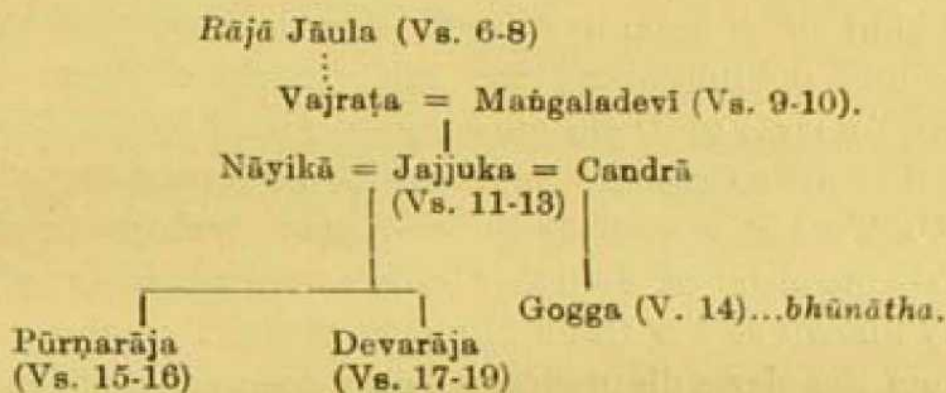 Rājā Jāula (Vs. 6-8)
Vajraṭa = Maṅgaladevī (Vs. 9-10).
Nāyikā = Jajjuka = Candrā
(Vs. 11-13)
Gogga (V. 14)...bhūnātha.
Pūrṇarāja Devarāja
(Vs. 15-16) (Vs. 17-19)